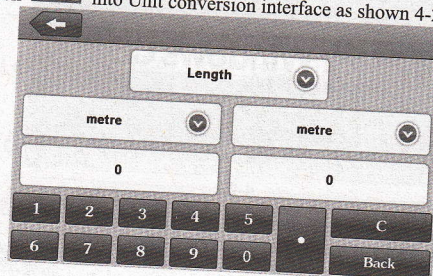 into Unit conversion interface as shown 4-
Length
metre metre
0 0
1 2 3 4 5 . C
6 7 8 9 0 Back